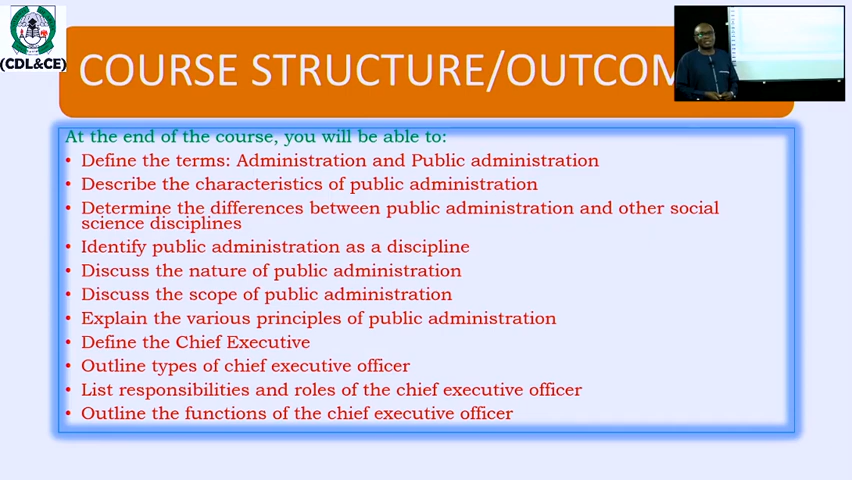 (CDL&CE)
COURSE STRUCTURE/OUTCOM
At the end of the course, you will be able to:
• Define the terms: Administration and Public administration
• Describe the characteristics of public administration
• Determine the differences between public administration and other social
science disciplines
• Identify public administration as a discipline
• Discuss the nature of public administration
• Discuss the scope of public administration
• Explain the various principles of public administration
• Define the Chief Executive
• Outline types of chief executive officer
• List responsibilities and roles of the chief executive officer
• Outline the functions of the chief executive officer